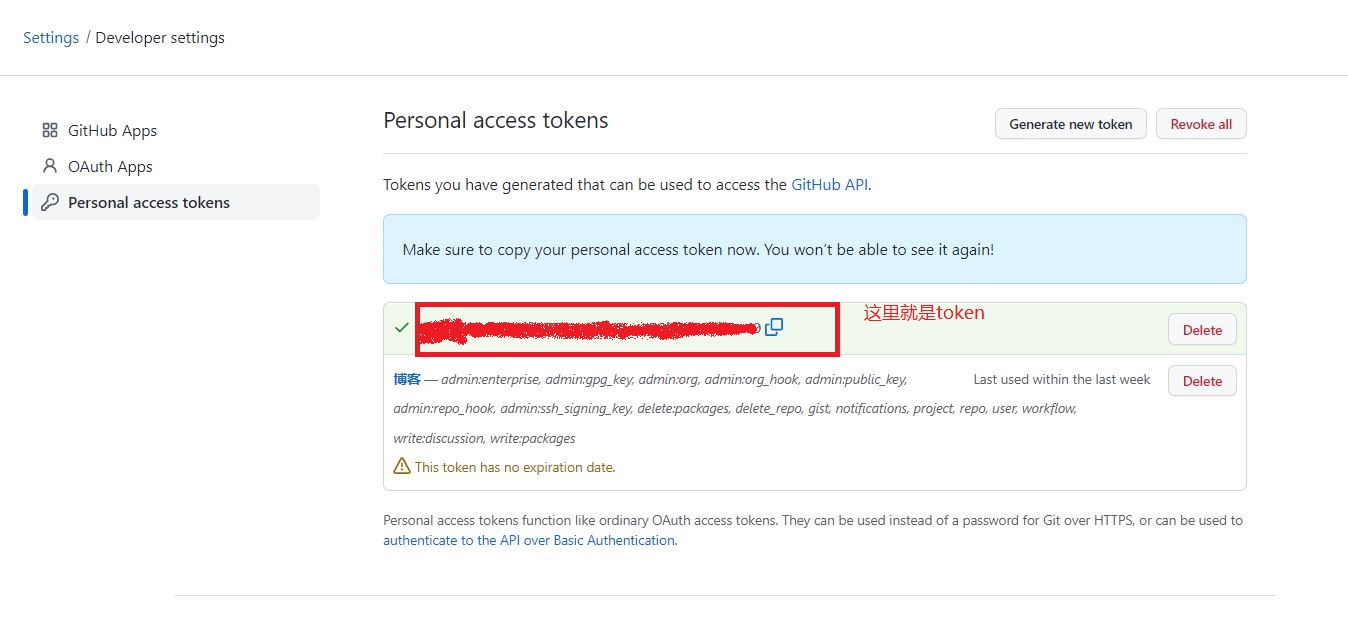 Settings / Developer settings
GitHub Apps
OAuth Apps
Personal access tokens
Personal access tokens
Generate new token
Revoke all
Tokens you have generated that can be used to access the GitHub API.
Make sure to copy your personal access token now. You won't be able to see it again!
这里就是token
Delete
博客 — admin:enterprise, admin:gpg_key, admin:org, admin:org_hook, admin:public_key,
Last used within the last week
Delete
admin:repo_hook, admin:ssh_signing_key, delete:packages, delete_repo, gist, notifications, project, repo, user, workflow,
write:discussion, write:packages
This token has no expiration date.
Personal access tokens function like ordinary OAuth access tokens. They can be used instead of a password for Git over HTTPS, or can be used to
authenticate to the API over Basic Authentication.